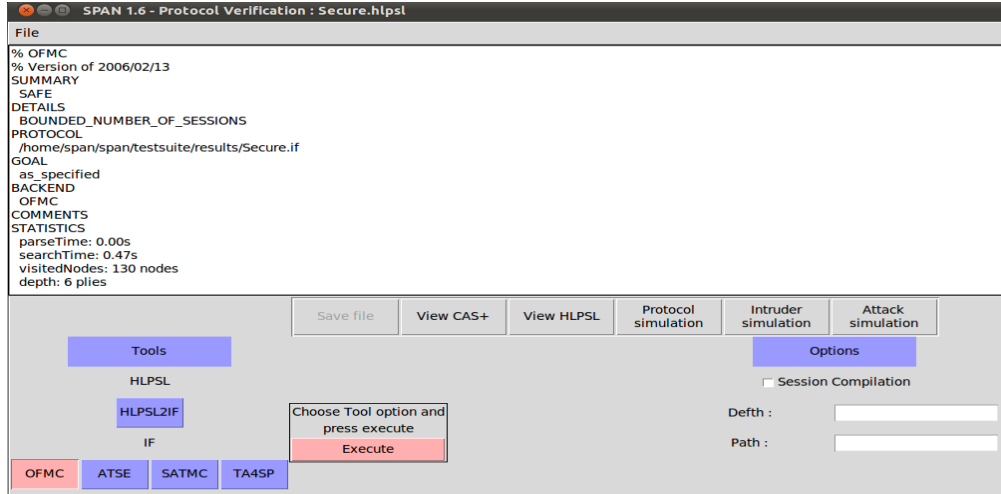 SPAN 1.6 - Protocol Verification : Secure.hlpsl
File
% OFMC
% Version of 2006/02/13
SUMMARY
SAFE
DETAILS
BOUNDED_NUMBER_OF_SESSIONS
PROTOCOL
/home/span/span/testsuite/results/Secure.if
GOAL
as_specified
BACKEND
OFMC
COMMENTS
STATISTICS
parseTime: 0.00s
searchTime: 0.47s
visitedNodes: 130 nodes
depth: 6 plies
Save file
View CAS+
View HLPSL
Protocol
simulation
Intruder
simulation
Attack
simulation
Tools
Options
HLPSL
Session Compilation
HLPSL2IF
Choose Tool option and
press execute
Execute
Defth :
IF
Path :
OFMC
ATSE
SATMC
TA4SP